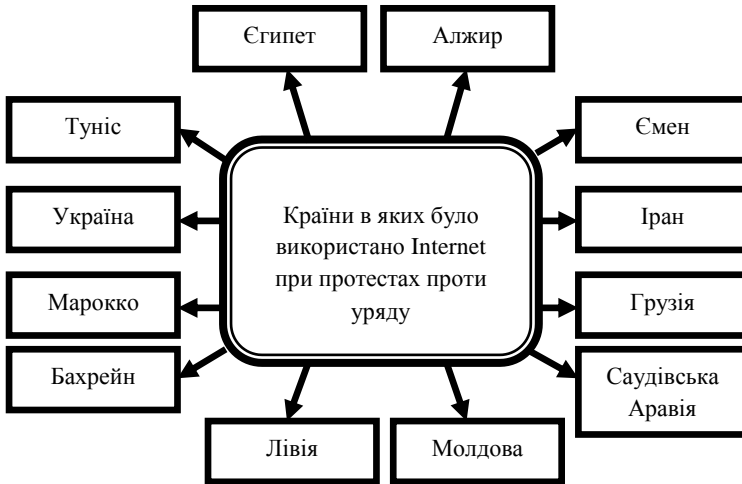 Єгипет
Алжир
Туніс
Ємен
Україна
Іран
Країни в яких було
використано Internet
при протестах проти
уряду
Марокко
Грузія
Бахрейн
Саудівська
Аравія
Лівія
Молдова